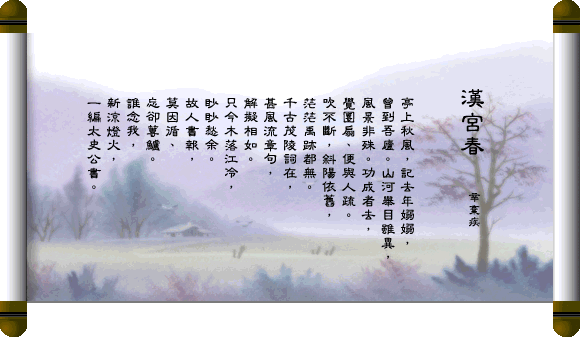 漢宮春
辛棄疾
亭上秋風，記去年嫋嫋，
曾到吾廬。山河舉目雖異，
風景非殊。功成者去，
覺團扇、便與人疏。
吹不斷，斜陽依舊，
茫茫禹跡都無。
千古茂陵詞在，
甚風流章句，
解擬相如。
只今木落江冷，
眇眇愁余。
故人書報，
莫因循、
忘卻蓴鱸。
誰念我，
新涼燈火，
一編太史公書。